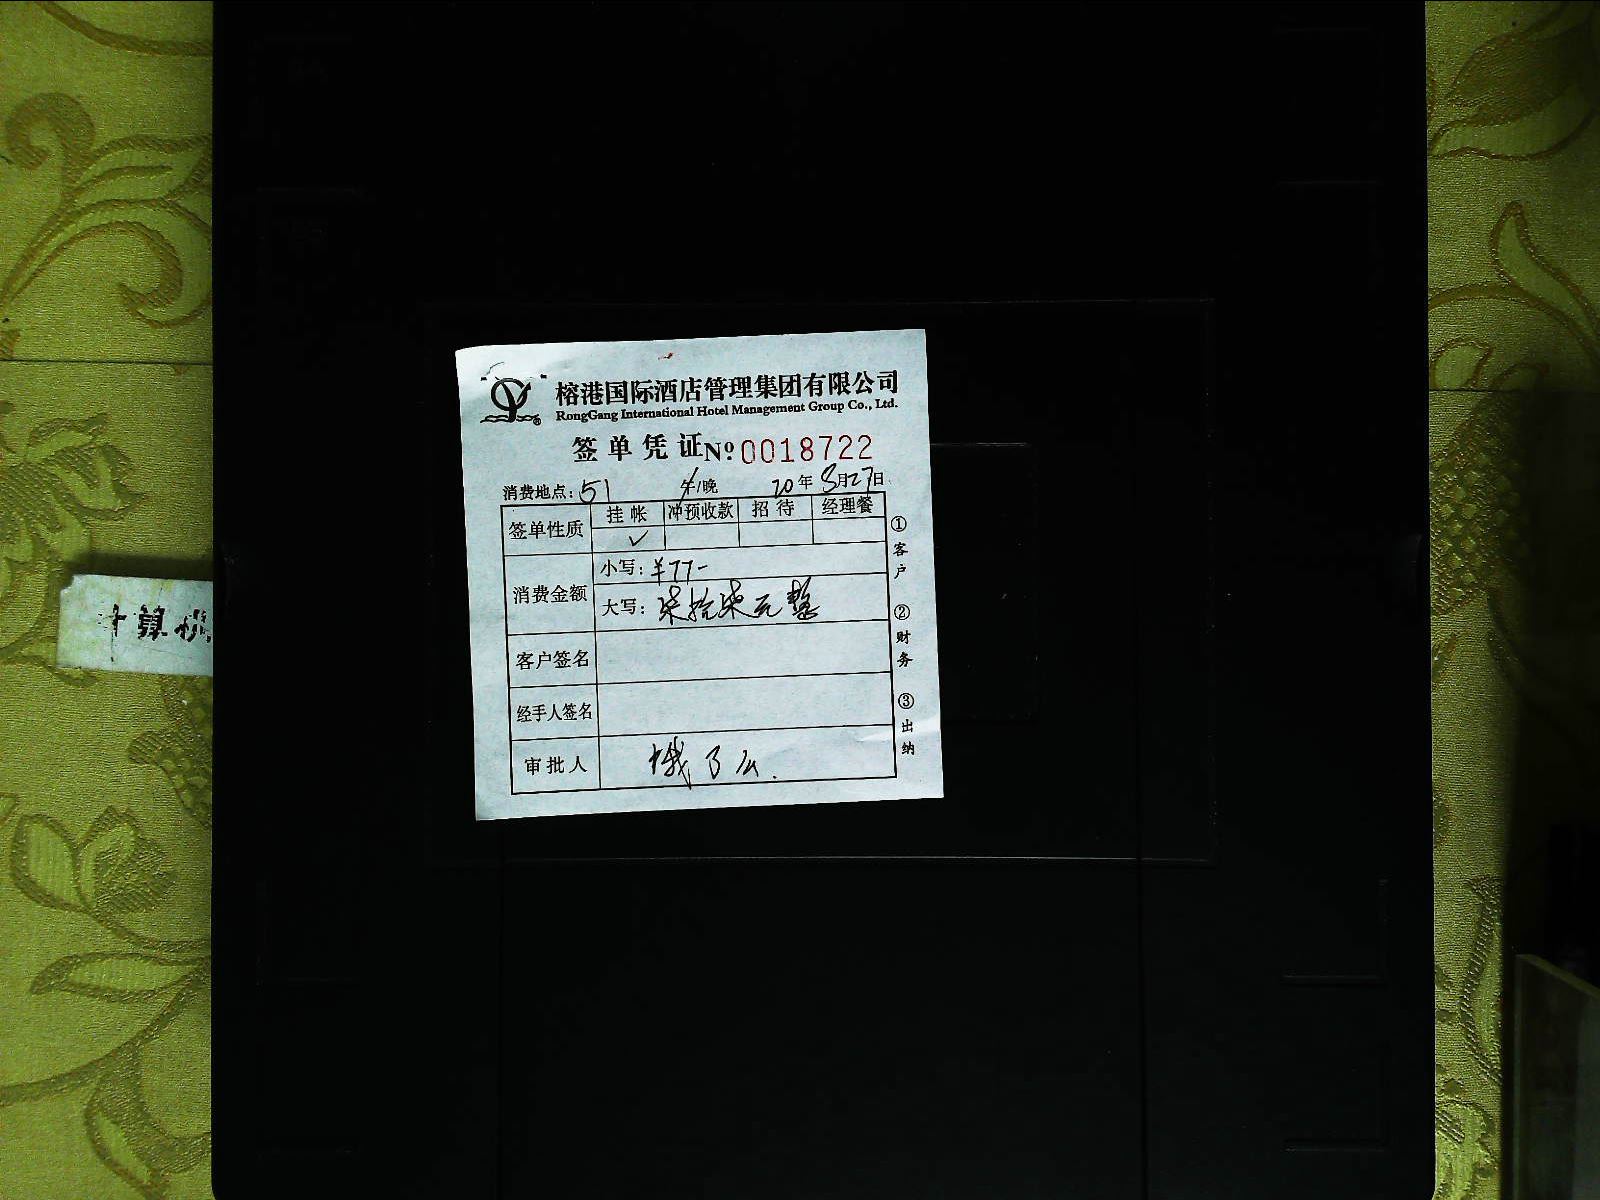 榕港国际酒店管理集团有限公司
RongGang International Hotel Management Group Co., Ltd.
签单凭证 Nº 0018722
消费地点: 51 午/晚 20年3月27日
签单性质 挂帐 冲预收款 招待 经理餐
✓
消费金额 小写: ¥77-
大写: 柒拾柒元整
客户签名
经手人签名
审批人
①客户 ②财务 ③出纳
计算机